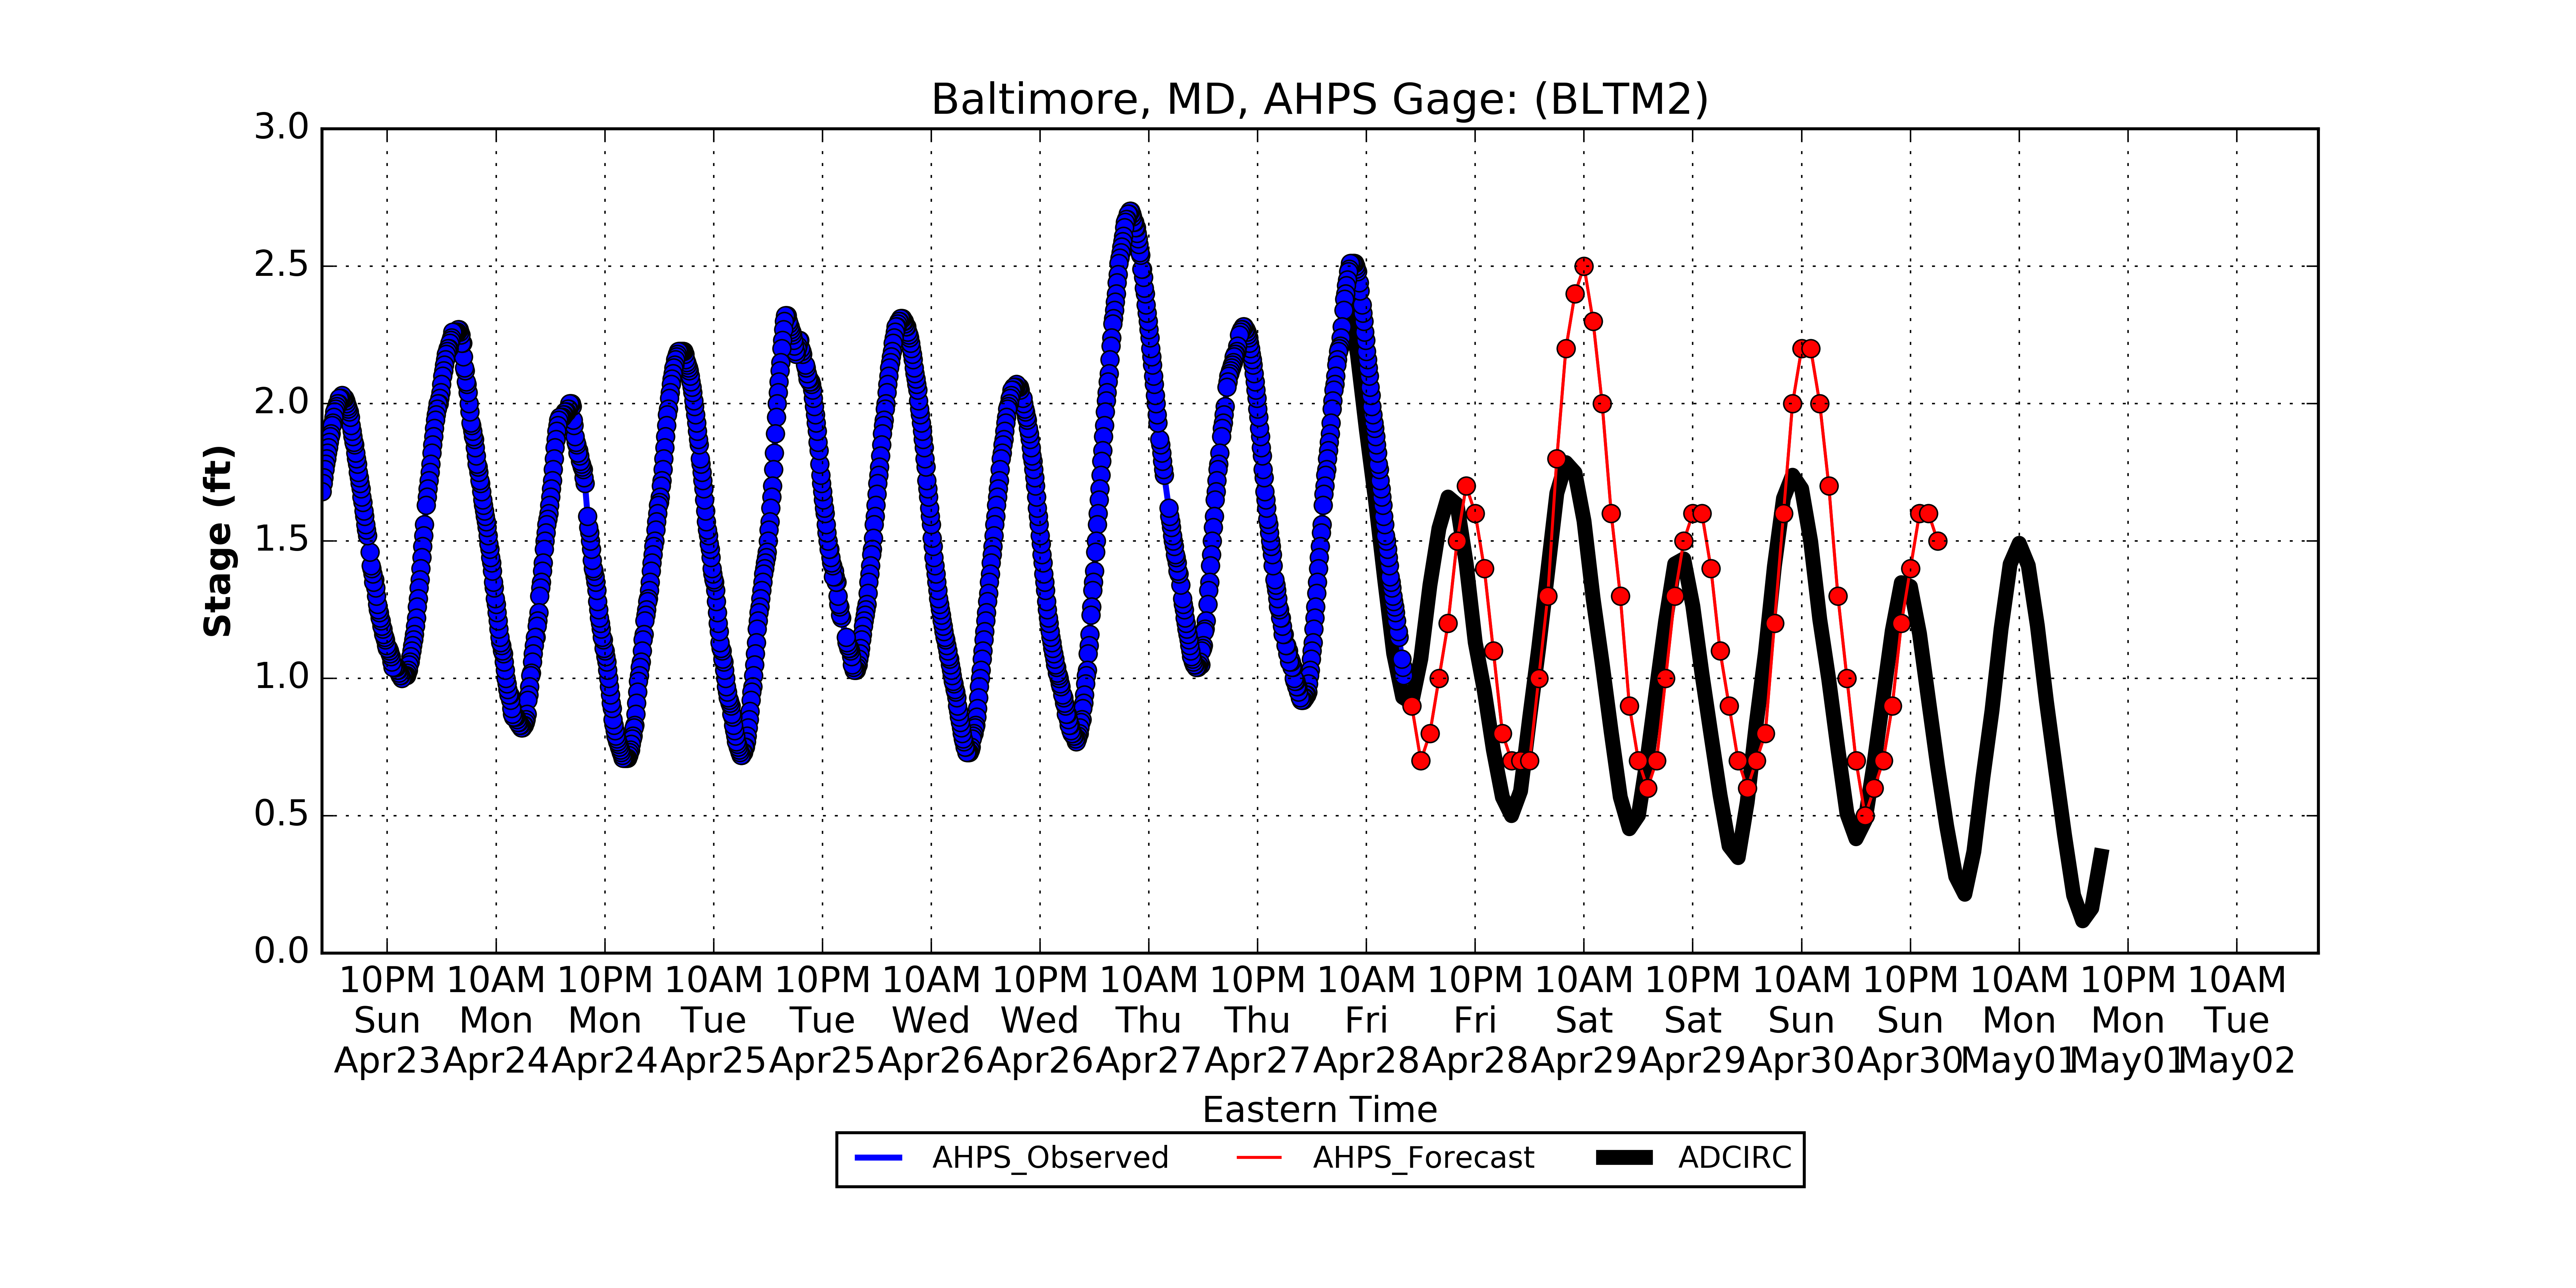 Baltimore, MD, AHPS Gage: (BLTM2)
3.0
2.5
2.0
1.5
1.0
0.5
0.0
Stage (ft)
10PM 10AM 10PM 10AM 10PM 10AM 10PM 10AM 10PM 10AM 10PM 10AM 10PM 10AM 10PM 10AM 10PM 10AM
Sun Mon Mon Tue Tue Wed Wed Thu Thu Fri Fri Sat Sat Sun Sun Mon Mon Tue
Apr23 Apr24 Apr24 Apr25 Apr25 Apr26 Apr26 Apr27 Apr27 Apr28 Apr28 Apr29 Apr29 Apr30 Apr30 May01 May01 May02
Eastern Time
AHPS_Observed AHPS_Forecast ADCIRC